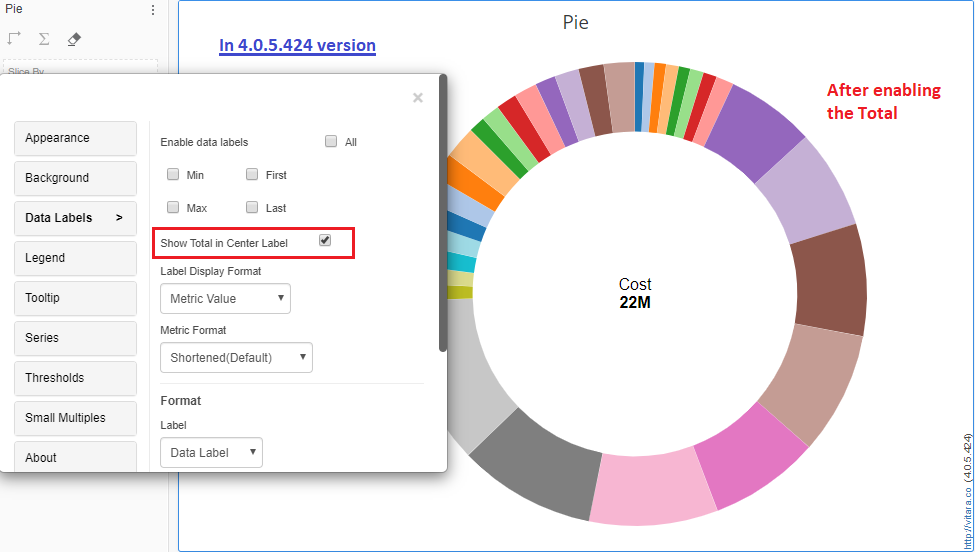 Pie
Slice By
Pie
In 4.0.5.424 version
After enabling
the Total
×
Appearance
Background
Data Labels >
Legend
Tooltip
Series
Thresholds
Small Multiples
About
Enable data labels
All
Min
First
Max
Last
Show Total in Center Label
Label Display Format
Metric Value
Metric Format
Shortened(Default)
Format
Label
Data Label
Cost
22M
http://vitara.co (4.0.5.424)